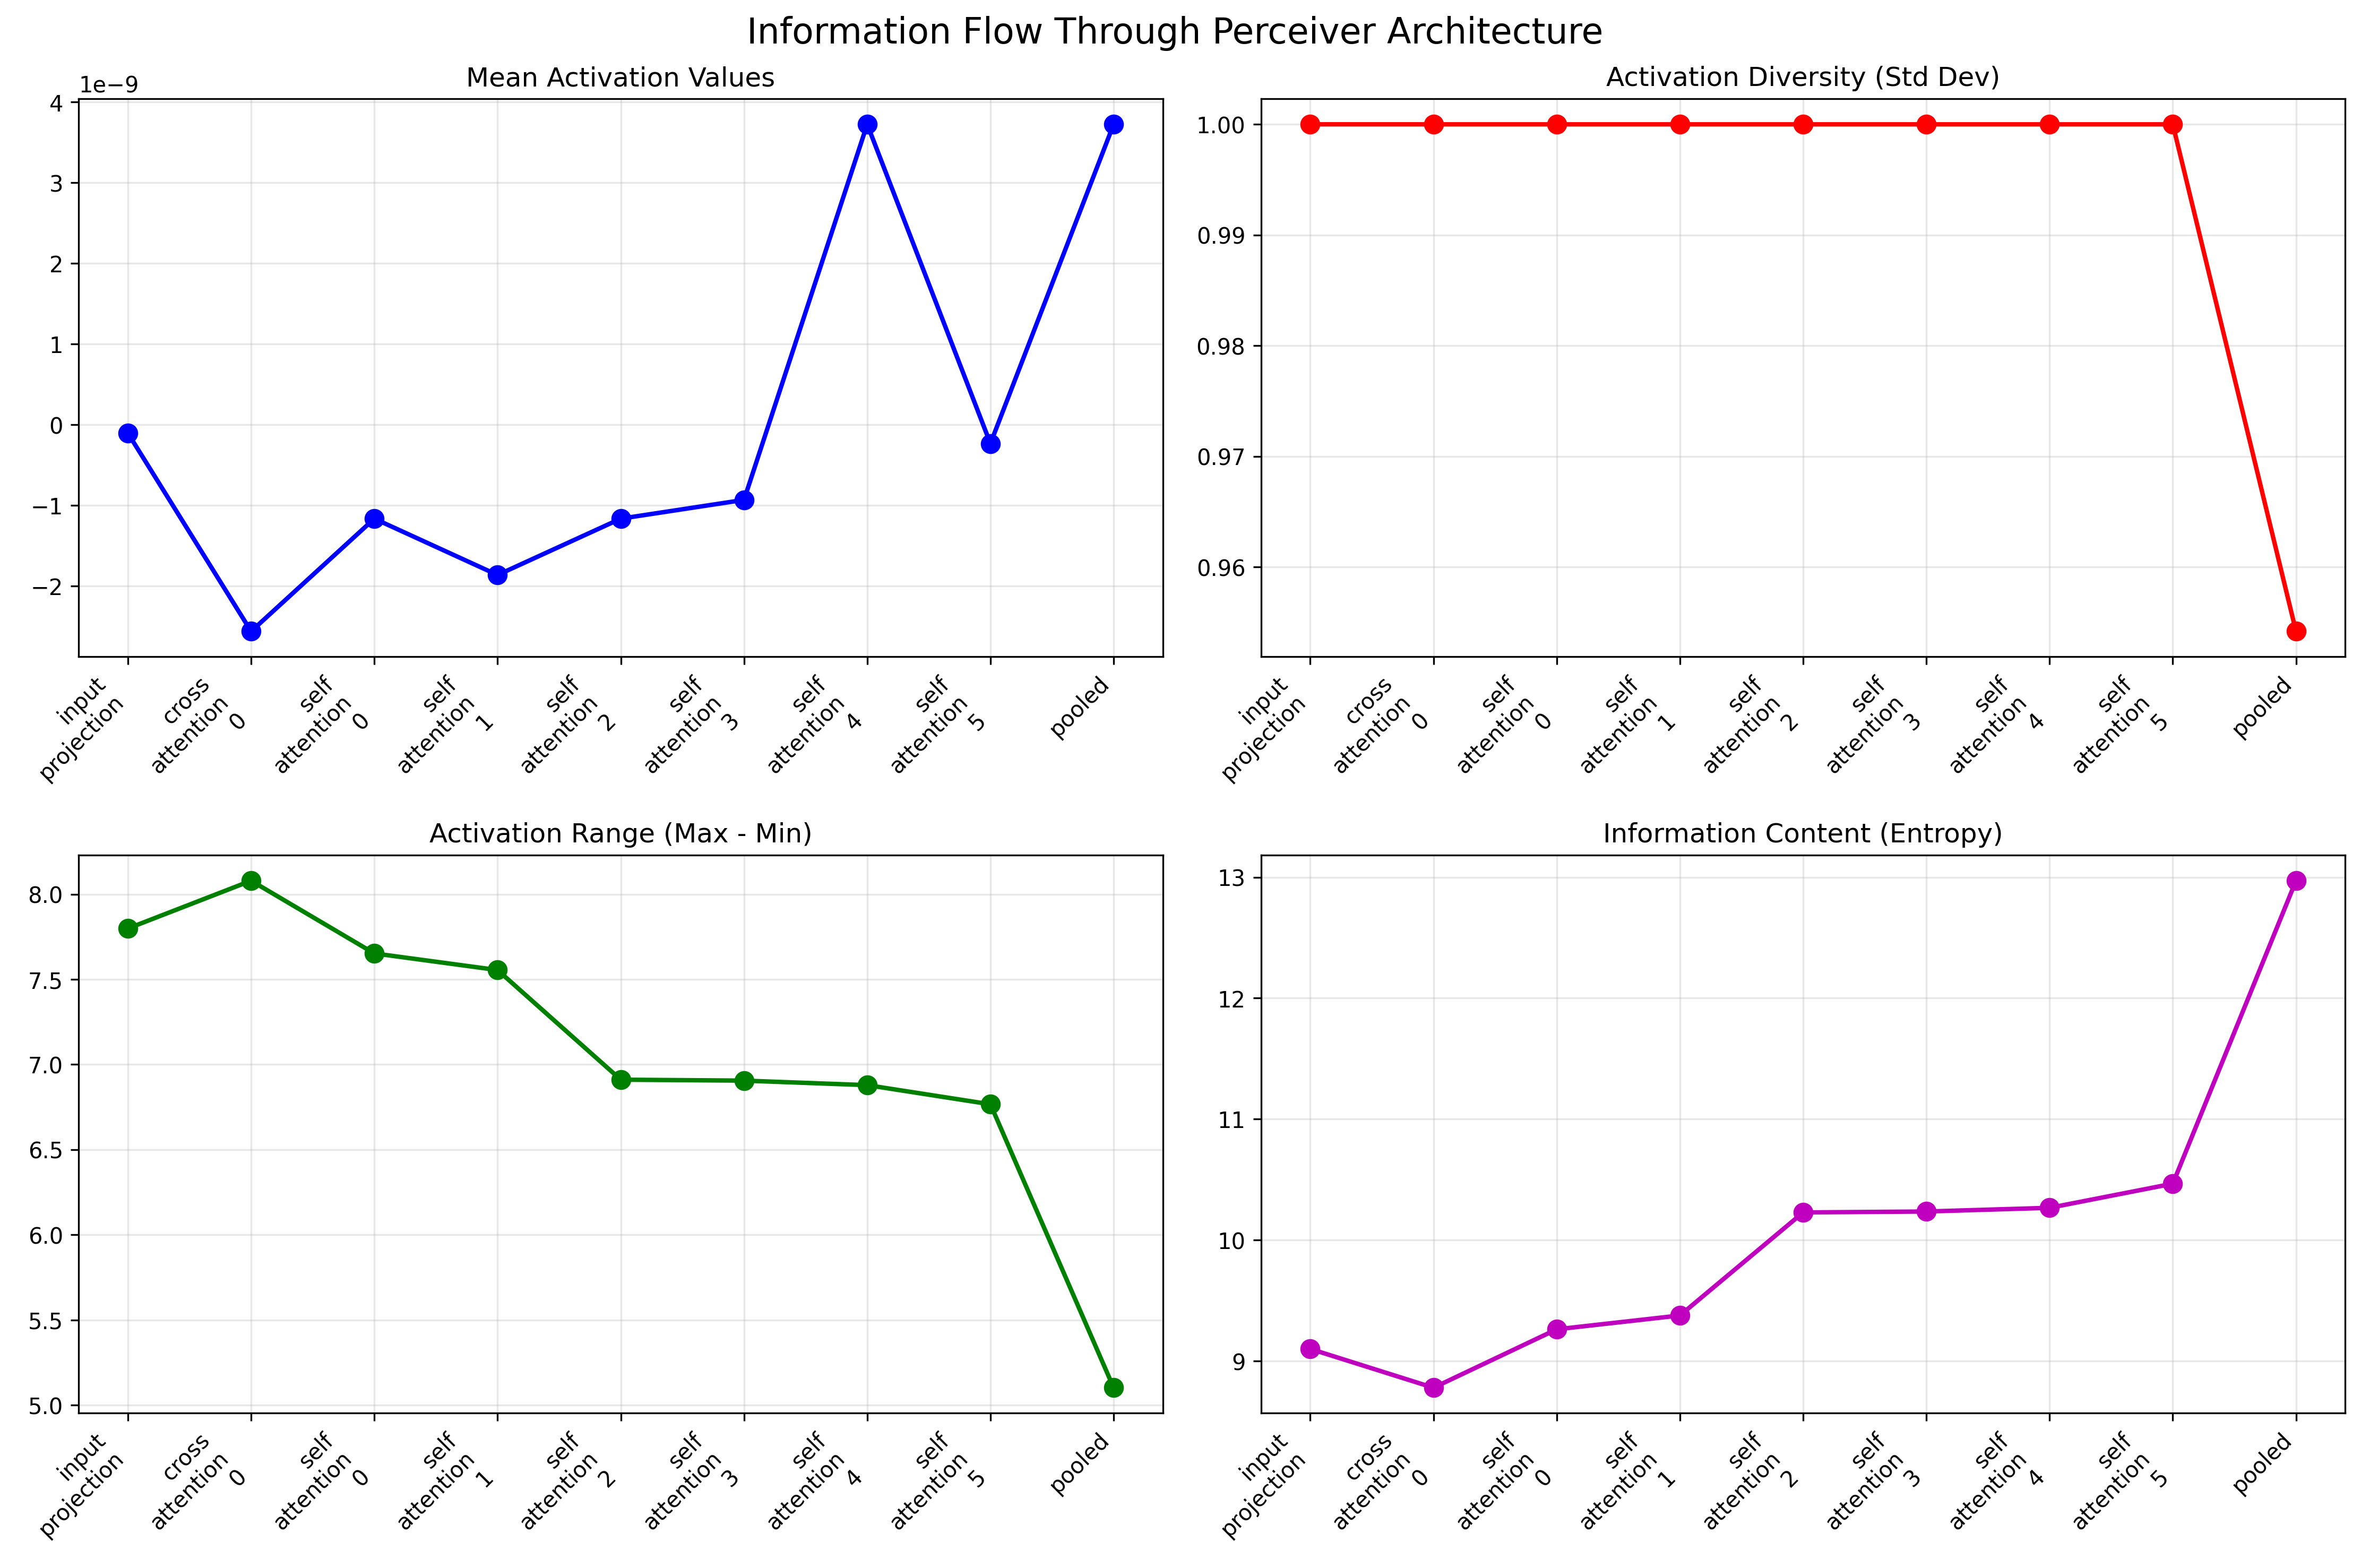 Information Flow Through Perceiver Architecture
Mean Activation Values
1e−9
4
3
2
1
0
−1
−2
input
projection
cross
attention
0
self
attention
0
self
attention
1
self
attention
2
self
attention
3
self
attention
4
self
attention
5
pooled
Activation Diversity (Std Dev)
1.00
0.99
0.98
0.97
0.96
input
projection
cross
attention
0
self
attention
0
self
attention
1
self
attention
2
self
attention
3
self
attention
4
self
attention
5
pooled
Activation Range (Max - Min)
8.0
7.5
7.0
6.5
6.0
5.5
5.0
input
projection
cross
attention
0
self
attention
0
self
attention
1
self
attention
2
self
attention
3
self
attention
4
self
attention
5
pooled
Information Content (Entropy)
13
12
11
10
9
input
projection
cross
attention
0
self
attention
0
self
attention
1
self
attention
2
self
attention
3
self
attention
4
self
attention
5
pooled